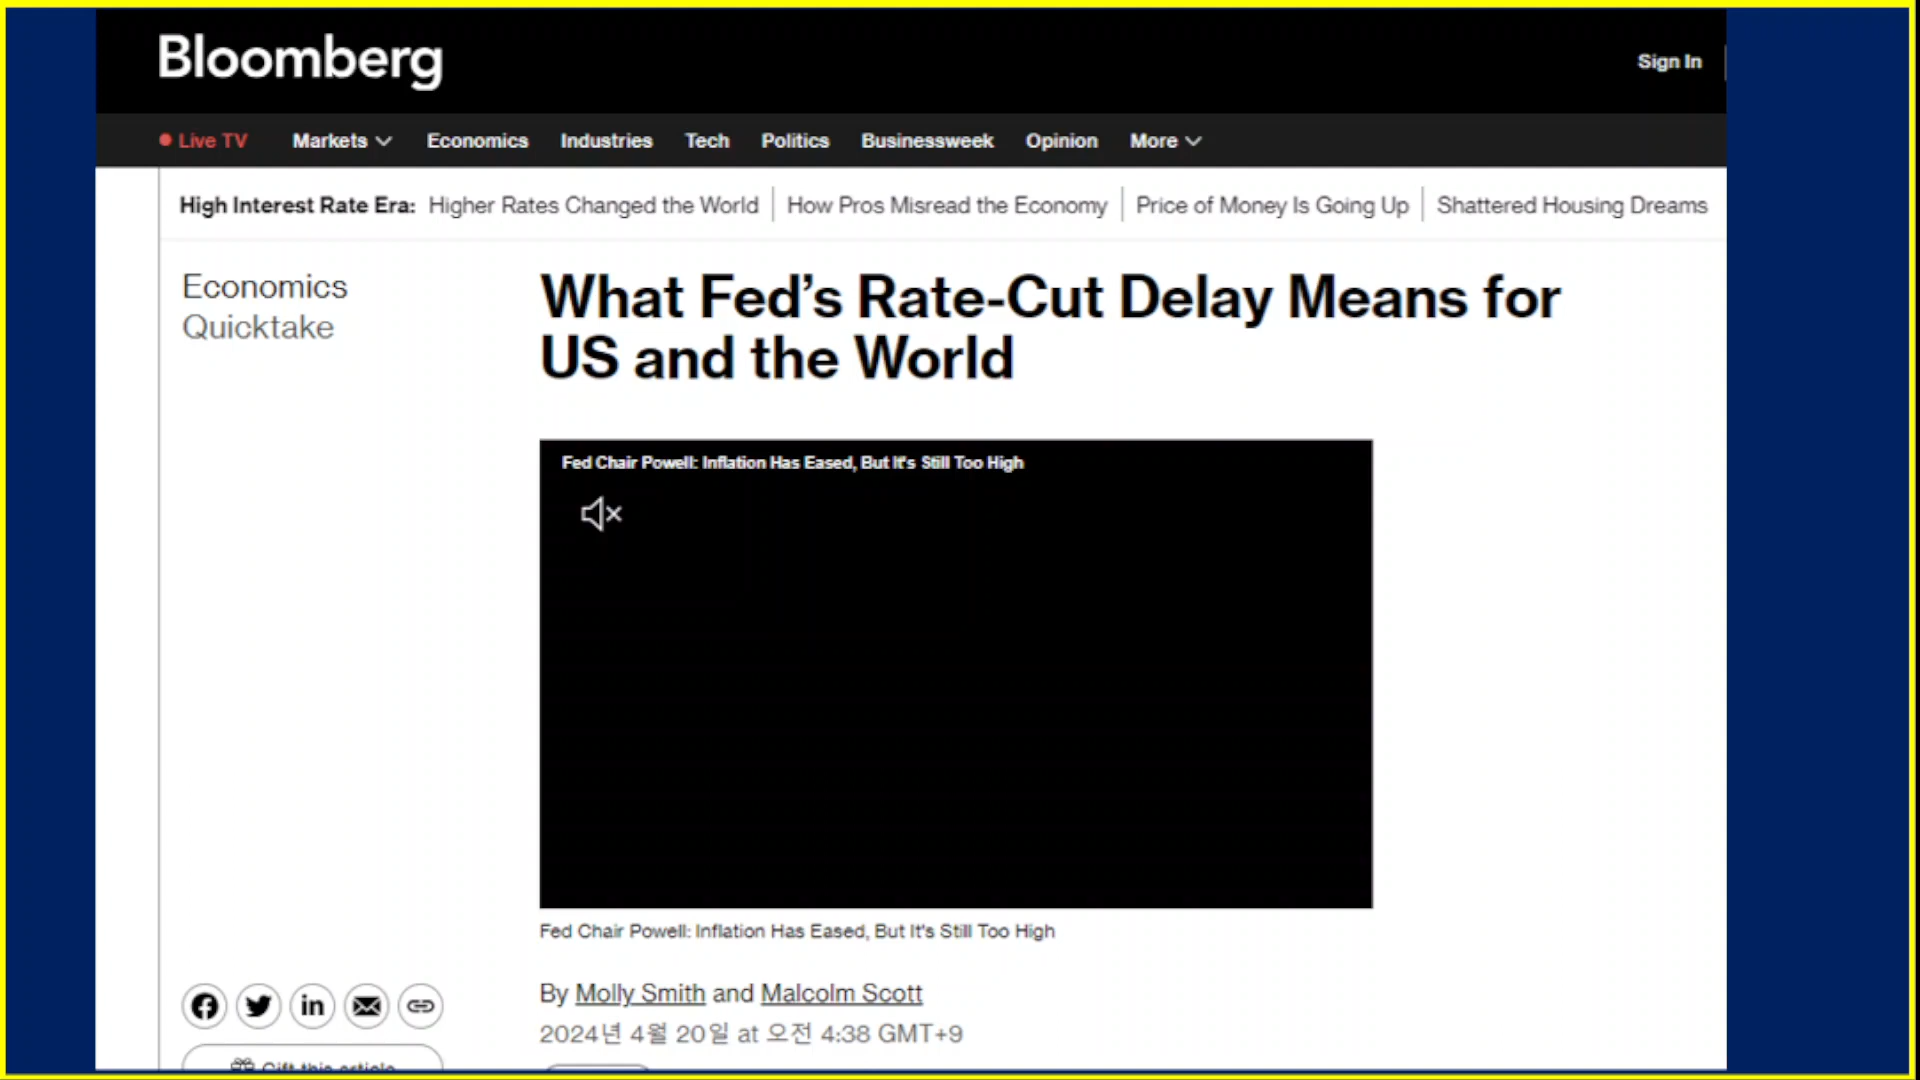 Bloomberg
Sign In
Live TV Markets Economics Industries Tech Politics Businessweek Opinion More
High Interest Rate Era: Higher Rates Changed the World How Pros Misread the Economy Price of Money Is Going Up Shattered Housing Dreams
Economics
Quicktake
What Fed’s Rate-Cut Delay Means for
US and the World
Fed Chair Powell: Inflation Has Eased, But It's Still Too High
Fed Chair Powell: Inflation Has Eased, But It's Still Too High
By Molly Smith and Malcolm Scott
2024년 4월 20일 at 오전 4:38 GMT+9
Gift this article